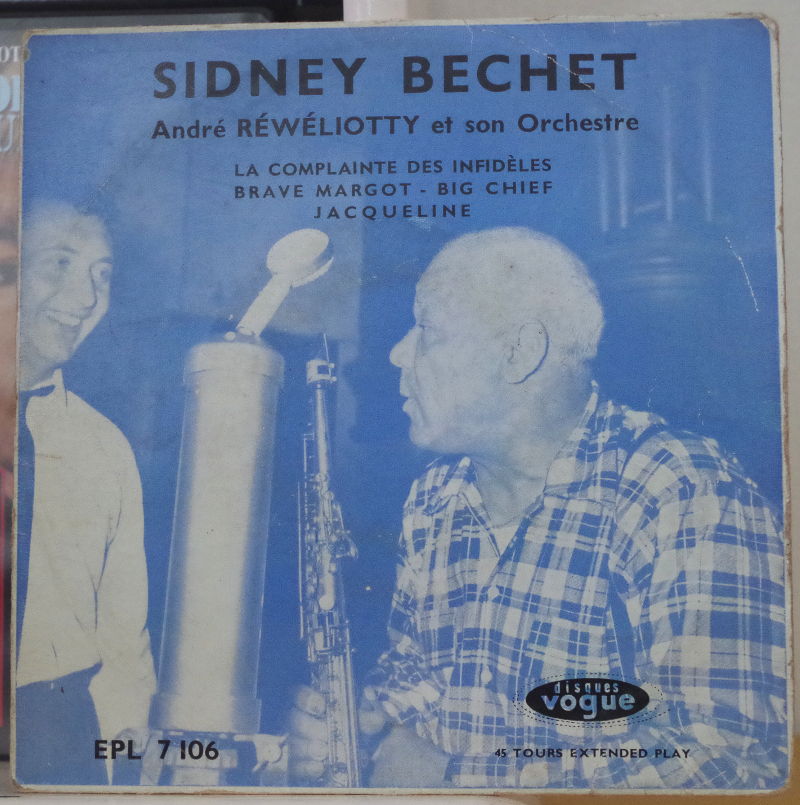 SIDNEY BECHET
André RÉWÉLIOTTY et son Orchestre
LA COMPLAINTE DES INFIDÈLES
BRAVE MARGOT - BIG CHIEF
JACQUELINE
disques
vogue
EPL 7 106
45 TOURS EXTENDED PLAY